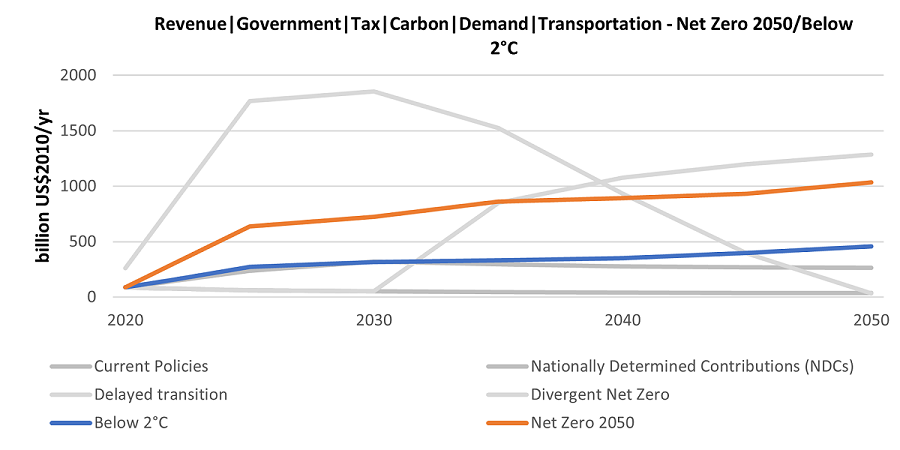 Revenue|Government|Tax|Carbon|Demand|Transportation - Net Zero 2050/Below
2°C
billion US$2010/yr
2000
1500
1000
500
0
2020
2030
2040
2050
Current Policies
Nationally Determined Contributions (NDCs)
Delayed transition
Divergent Net Zero
Below 2°C
Net Zero 2050